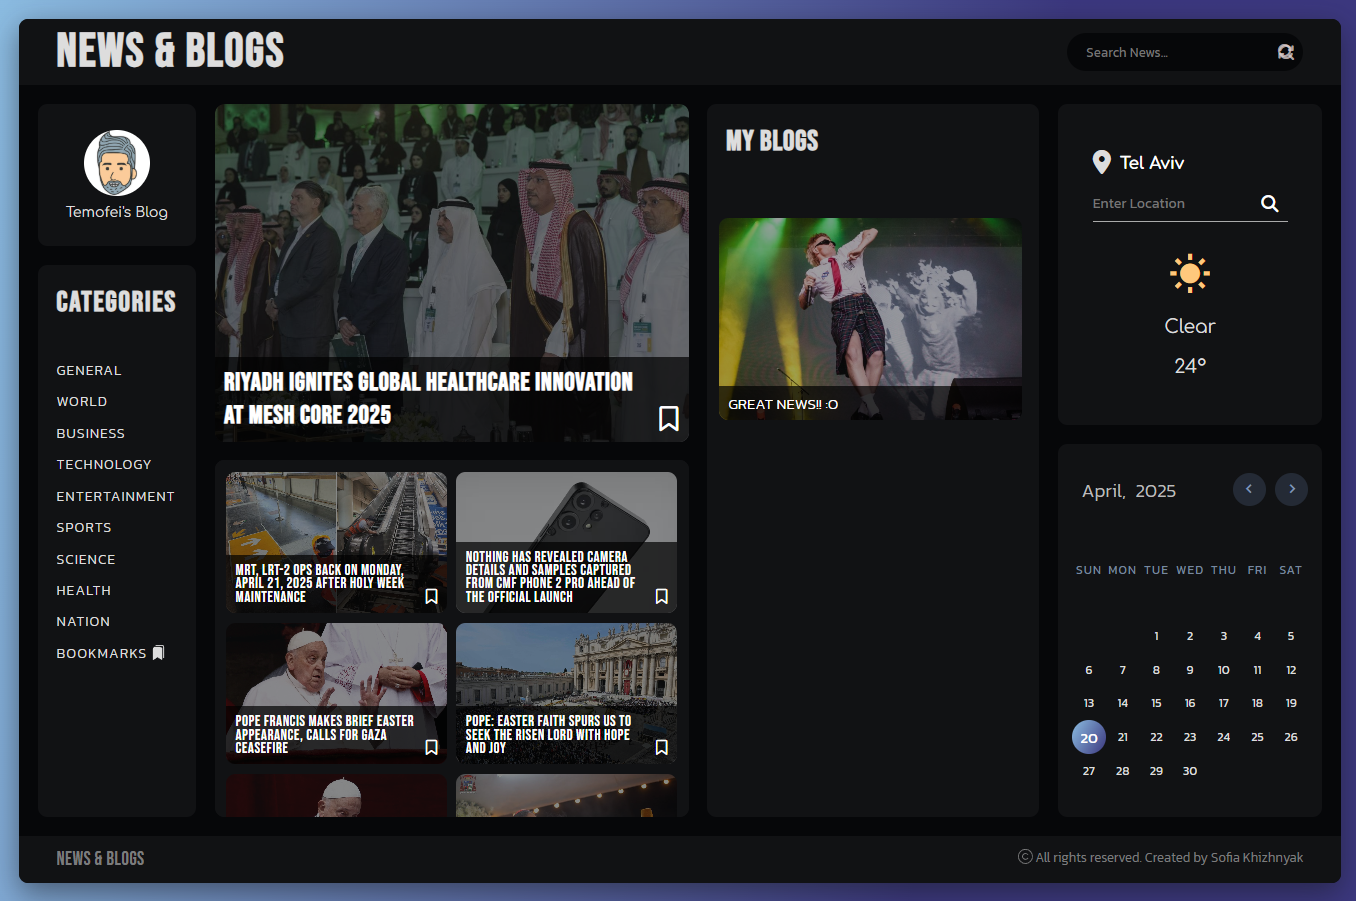 NEWS & BLOGS
Search News...
Temofei's Blog
CATEGORIES
GENERAL
WORLD
BUSINESS
TECHNOLOGY
ENTERTAINMENT
SPORTS
SCIENCE
HEALTH
NATION
BOOKMARKS
RIYADH IGNITES GLOBAL HEALTHCARE INNOVATION
AT MESH CORE 2025
MRT, LRT-2 OPS BACK ON MONDAY,
APRIL 21, 2025 AFTER HOLY WEEK
MAINTENANCE
NOTHING HAS REVEALED CAMERA
DETAILS AND SAMPLES CAPTURED
FROM CMF PHONE 2 PRO AHEAD OF
THE OFFICIAL LAUNCH
POPE FRANCIS MAKES BRIEF EASTER
APPEARANCE, CALLS FOR GAZA
CEASEFIRE
POPE: EASTER FAITH SPURS US TO
SEEK THE RISEN LORD WITH HOPE
AND JOY
MY BLOGS
GREAT NEWS!! :O
Tel Aviv
Enter Location
Clear
24°
April, 2025
SUN MON TUE WED THU FRI SAT
1 2 3 4 5
6 7 8 9 10 11 12
13 14 15 16 17 18 19
20 21 22 23 24 25 26
27 28 29 30
NEWS & BLOGS
© All rights reserved. Created by Sofia Khizhnyak